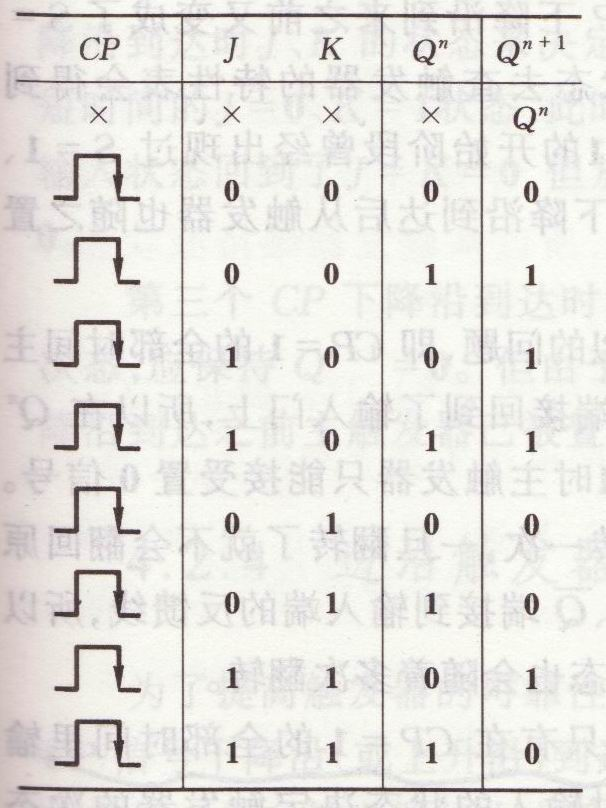 CP J K Qⁿ Qⁿ⁺¹
× × × × Qⁿ
0 0 0 0
0 0 1 1
1 0 0 1
1 0 1 1
0 1 0 0
0 1 1 0
1 1 0 1
1 1 1 0